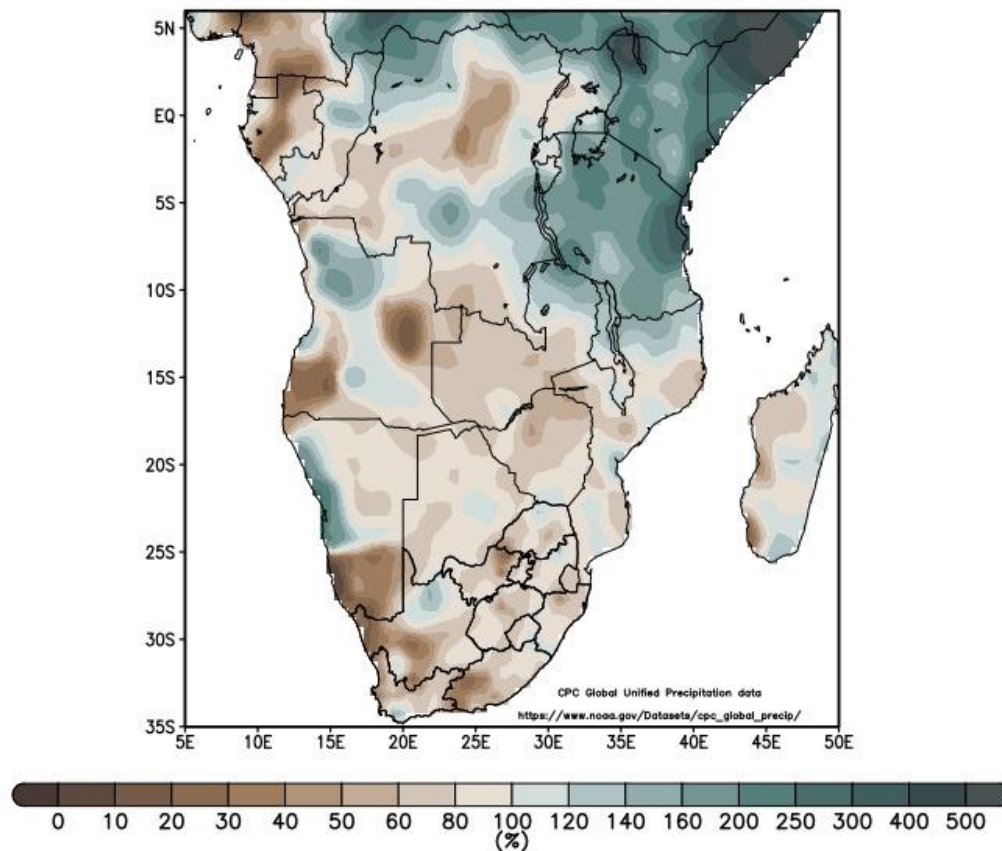 5N
EQ
5S
10S
15S
20S
25S
30S
35S
CPC Global Unified Precipitation data
https://www.noaa.gov/Datasets/cpc_global_precip/
5E 10E 15E 20E 25E 30E 35E 40E 45E 50E
0 10 20 30 40 50 60 80 100 120 140 160 200 250 300 400 500
(%)